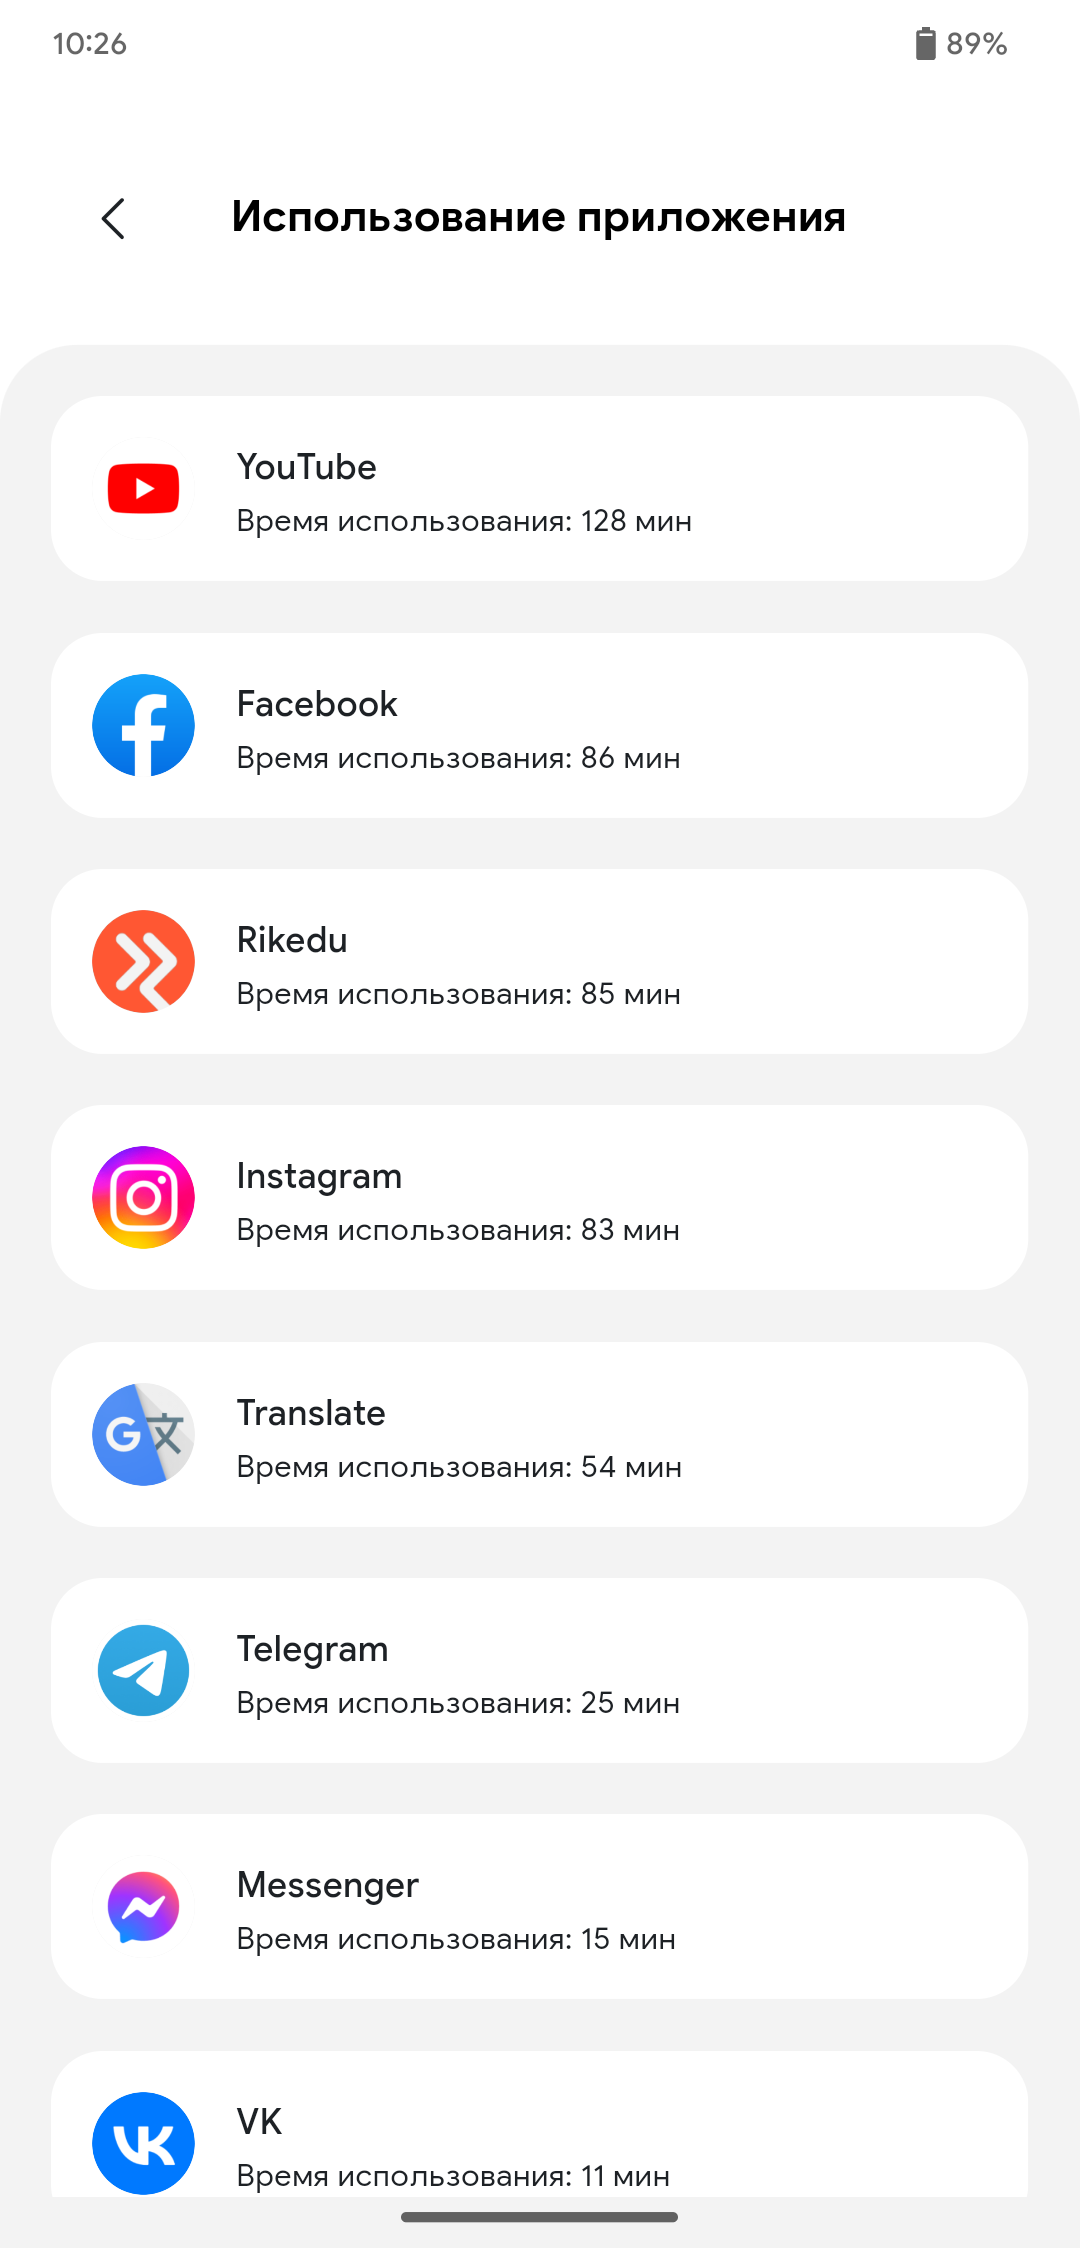 10:26
89%
Использование приложения
YouTube
Время использования: 128 мин
Facebook
Время использования: 86 мин
Rikedu
Время использования: 85 мин
Instagram
Время использования: 83 мин
G文
Translate
Время использования: 54 мин
Telegram
Время использования: 25 мин
Messenger
Время использования: 15 мин
VK
Время использования: 11 мин